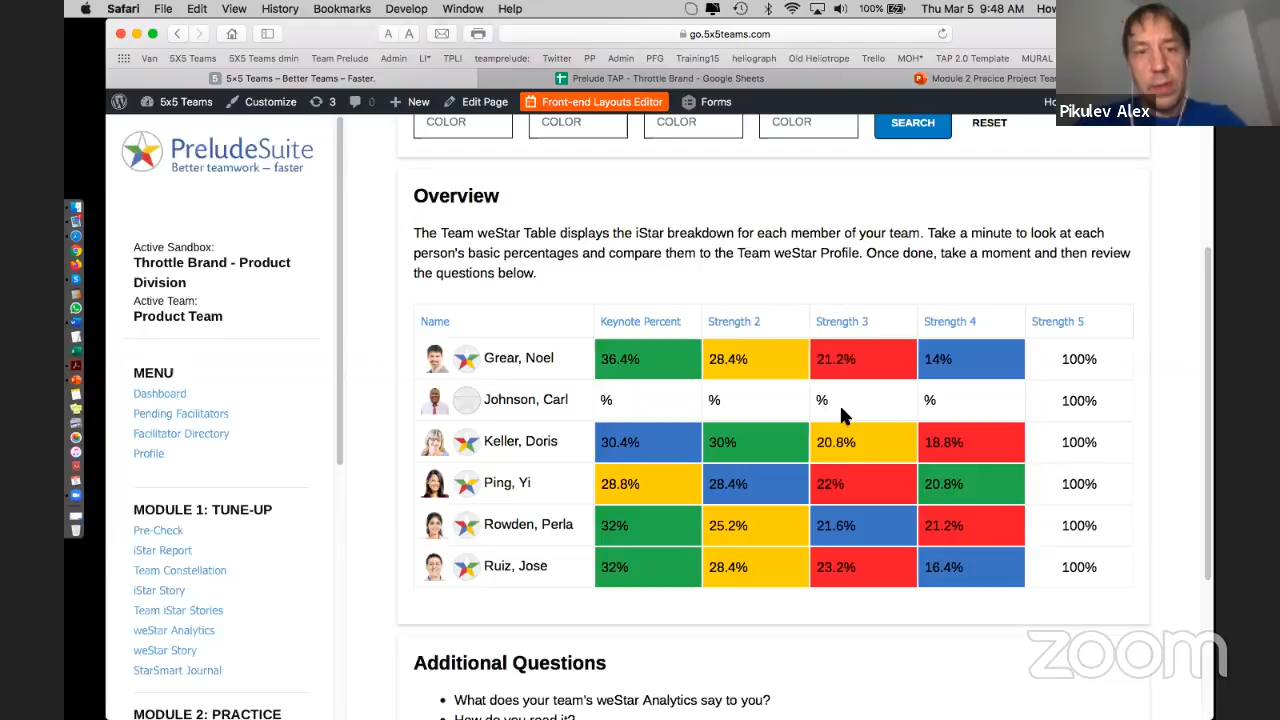 Safari File Edit View History Bookmarks Develop Window Help 100% Thu Mar 5 9:48 AM How
A A go.5x5teams.com
Van 5X5 Teams 5X5 Teams dmin Team Prelude Admin LI* TPLI teamprelude: Twitter PP Admin PFG Training15 heliograph Old Heliotrope Trello MOH* TAP 2.0 Template MURAL
5 5×5 Teams – Better Teams – Faster. Prelude TAP - Throttle Brand - Google Sheets Module 2 Pracice Project Tean
5x5 Teams Customize 3 0 New Edit Page Front-end Layouts Editor Forms Ho
Pikulev Alex
COLOR COLOR COLOR COLOR SEARCH RESET
PreludeSuite
Better teamwork – faster
Active Sandbox:
Throttle Brand - Product
Division
Active Team:
Product Team
MENU
Dashboard
Pending Facilitators
Facilitator Directory
Profile
MODULE 1: TUNE-UP
Pre-Check
iStar Report
Team Constellation
iStar Story
Team iStar Stories
weStar Analytics
weStar Story
StarSmart Journal
MODULE 2: PRACTICE
Overview
The Team weStar Table displays the iStar breakdown for each member of your team. Take a minute to look at each
person's basic percentages and compare them to the Team weStar Profile. Once done, take a moment and then review
the questions below.
Name Keynote Percent Strength 2 Strength 3 Strength 4 Strength 5
Grear, Noel 36.4% 28.4% 21.2% 14% 100%
Johnson, Carl % % % % 100%
Keller, Doris 30.4% 30% 20.8% 18.8% 100%
Ping, Yi 28.8% 28.4% 22% 20.8% 100%
Rowden, Perla 32% 25.2% 21.6% 21.2% 100%
Ruiz, Jose 32% 28.4% 23.2% 16.4% 100%
Additional Questions
• What does your team's weStar Analytics say to you?
• How do you read it?
zoom